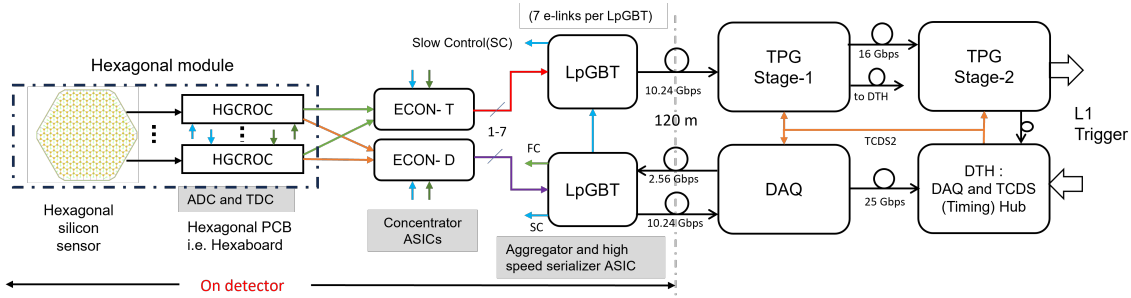 (7 e-links per LpGBT)
Slow Control(SC)
Hexagonal module
HGCROC
HGCROC
ADC and TDC
Hexagonal
silicon
sensor
Hexagonal PCB
i.e. Hexaboard
ECON- T
ECON- D
Concentrator
ASICs
1-7
LpGBT
FC
LpGBT
SC
Aggregator and high
speed serializer ASIC
10.24 Gbps
120 m
2.56 Gbps
10.24 Gbps
TPG
Stage-1
16 Gbps
to DTH
TPG
Stage-2
L1
Trigger
TCDS2
DAQ
25 Gbps
DTH :
DAQ and TCDS
(Timing) Hub
On detector